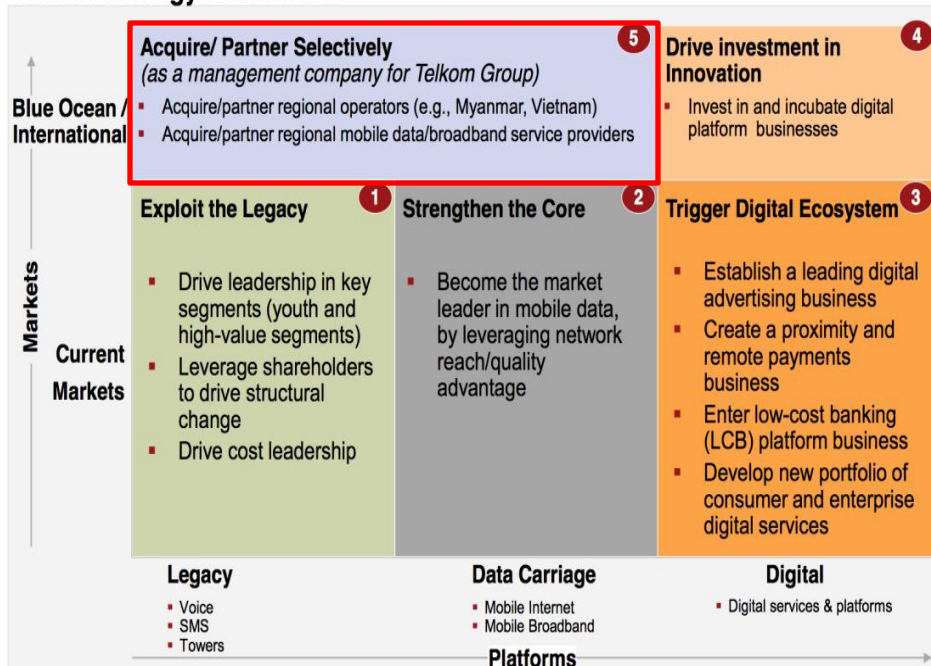 Acquire/ Partner Selectively
5
(as a management company for Telkom Group)
▪ Acquire/partner regional operators (e.g., Myanmar, Vietnam)
▪ Acquire/partner regional mobile data/broadband service providers
Drive investment in
4
Innovation
▪ Invest in and incubate digital
platform businesses
Blue Ocean /
International
Exploit the Legacy
1
▪ Drive leadership in key
segments (youth and
high-value segments)
▪ Leverage shareholders
to drive structural
change
▪ Drive cost leadership
Strengthen the Core
2
▪ Become the market
leader in mobile data,
by leveraging network
reach/quality
advantage
Trigger Digital Ecosystem
3
▪ Establish a leading digital
advertising business
▪ Create a proximity and
remote payments
business
▪ Enter low-cost banking
(LCB) platform business
▪ Develop new portfolio of
consumer and enterprise
digital services
Markets
Current
Markets
Legacy
▪ Voice
▪ SMS
▪ Towers
Data Carriage
▪ Mobile Internet
▪ Mobile Broadband
Digital
▪ Digital services & platforms
Platforms